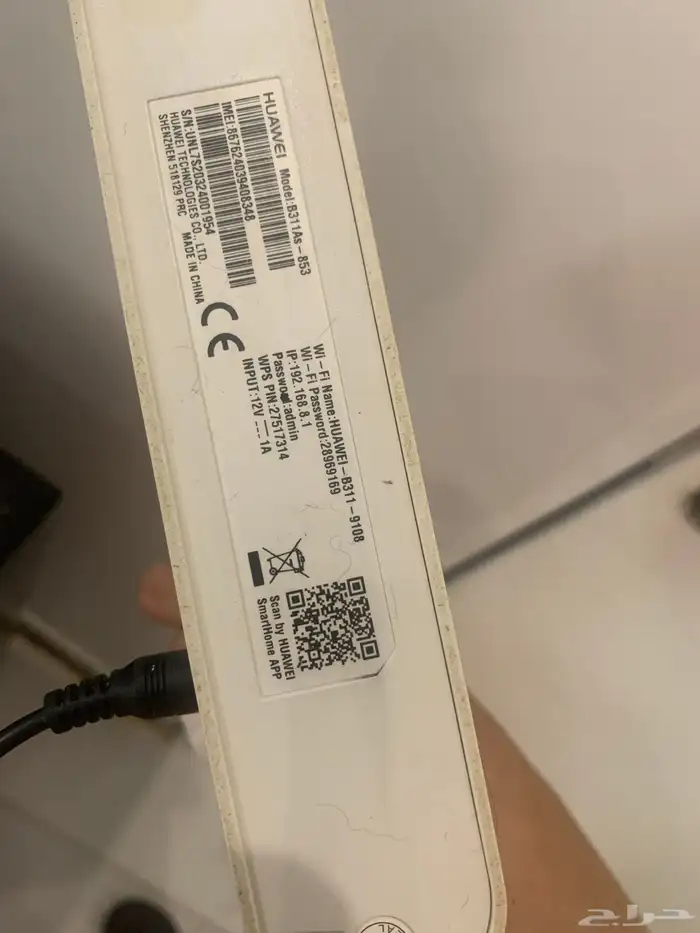 HUAWEI Model:B311As-853
IMEI:867624039408348
S/N:UNL7S20324001954
HUAWEI TECHNOLOGIES CO., LTD.
SHENZHEN 518129 PRC MADE IN CHINA
CE
Wi-Fi Name:HUAWEI-B311-9108
Wi-Fi Password:28969169
IP:192.168.8.1
Password:admin
WPS PIN:27517314
INPUT:12V 1A
Scan by HUAWEI
SmartHome APP
حراج